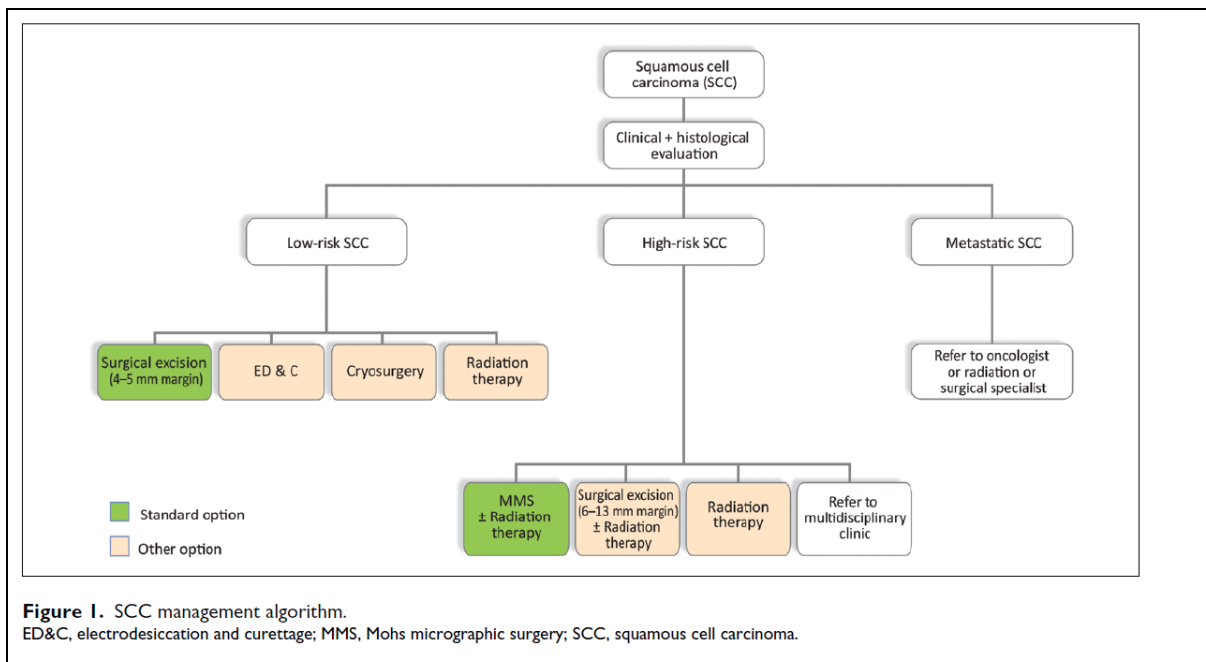 Squamous cell
carcinoma (SCC)
Clinical + histological
evaluation
Low-risk SCC
High-risk SCC
Metastatic SCC
Surgical excision
(4–5 mm margin)
ED & C
Cryosurgery
Radiation
therapy
Refer to oncologist
or radiation or
surgical specialist
MMS
± Radiation
therapy
Surgical excision
(6–13 mm margin)
± Radiation
therapy
Radiation
therapy
Refer to
multidisciplinary
clinic
Standard option
Other option
Figure 1. SCC management algorithm.
ED&C, electrodesiccation and curettage; MMS, Mohs micrographic surgery; SCC, squamous cell carcinoma.